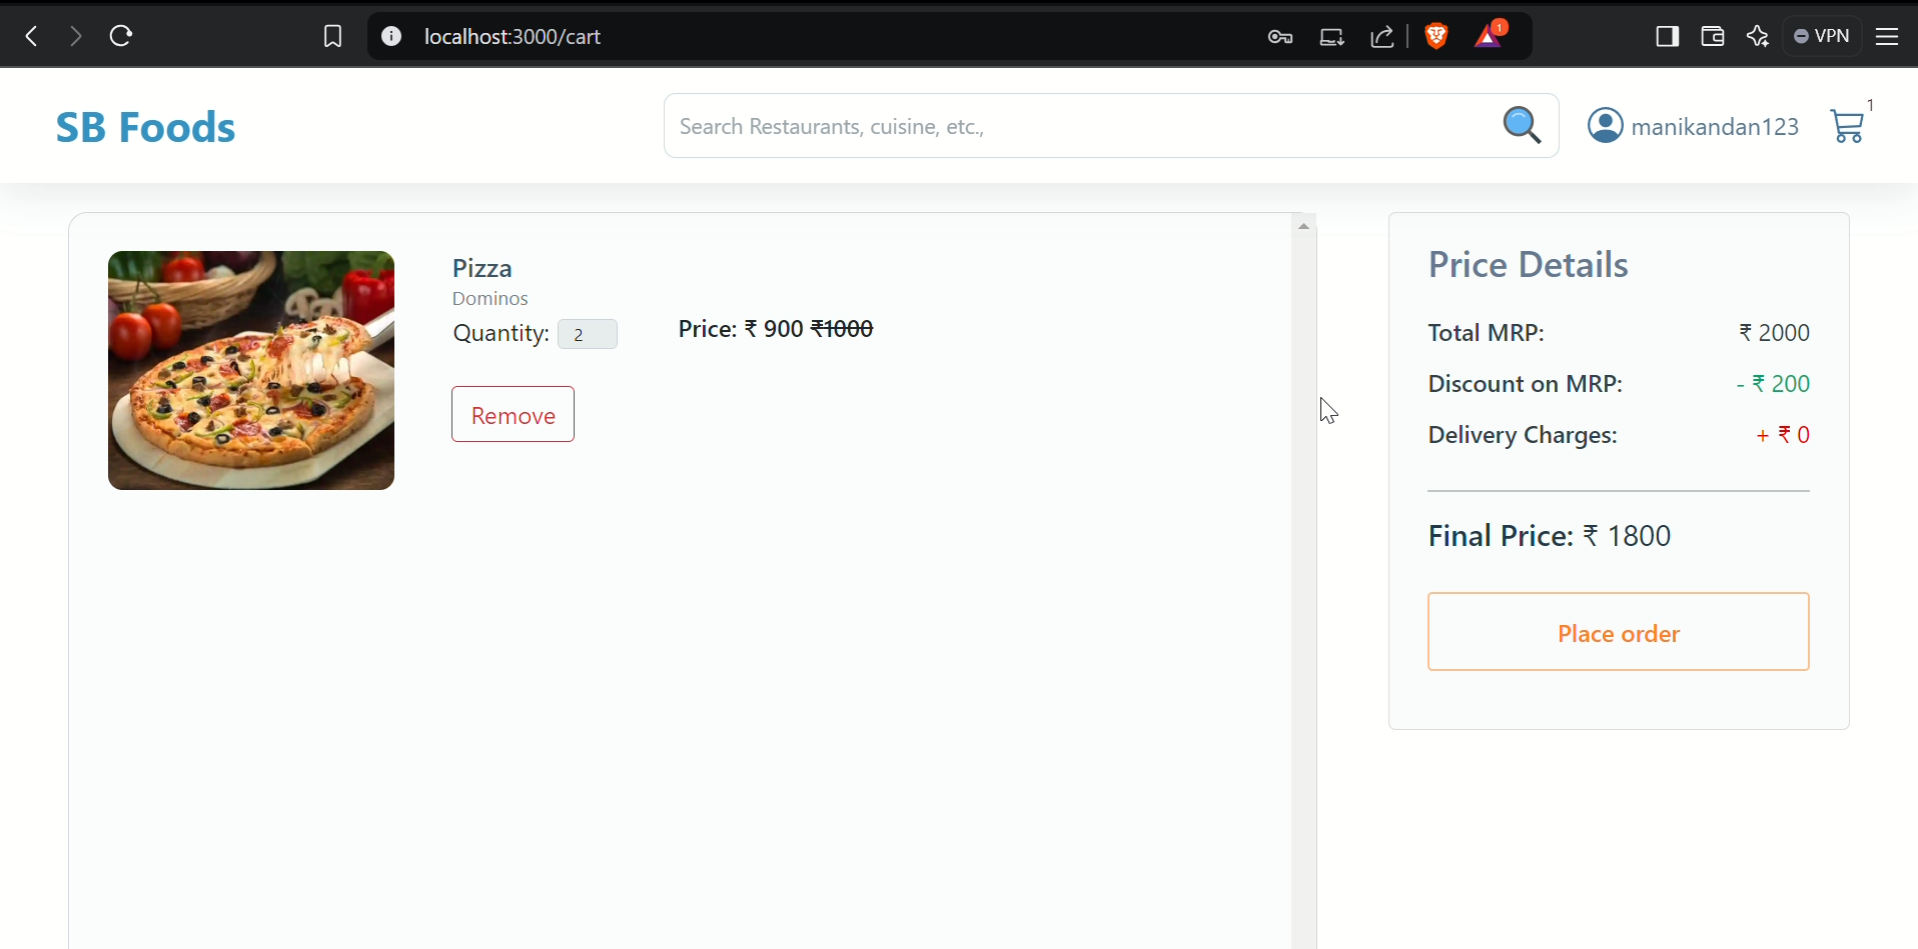 localhost:3000/cart
1
VPN
SB Foods
Search Restaurants, cuisine, etc.,
manikandan123
1
Pizza
Dominos
Quantity: 2
Price: ₹ 900 ₹1000
Remove
Price Details
Total MRP: ₹ 2000
Discount on MRP: - ₹ 200
Delivery Charges: + ₹ 0
Final Price: ₹ 1800
Place order